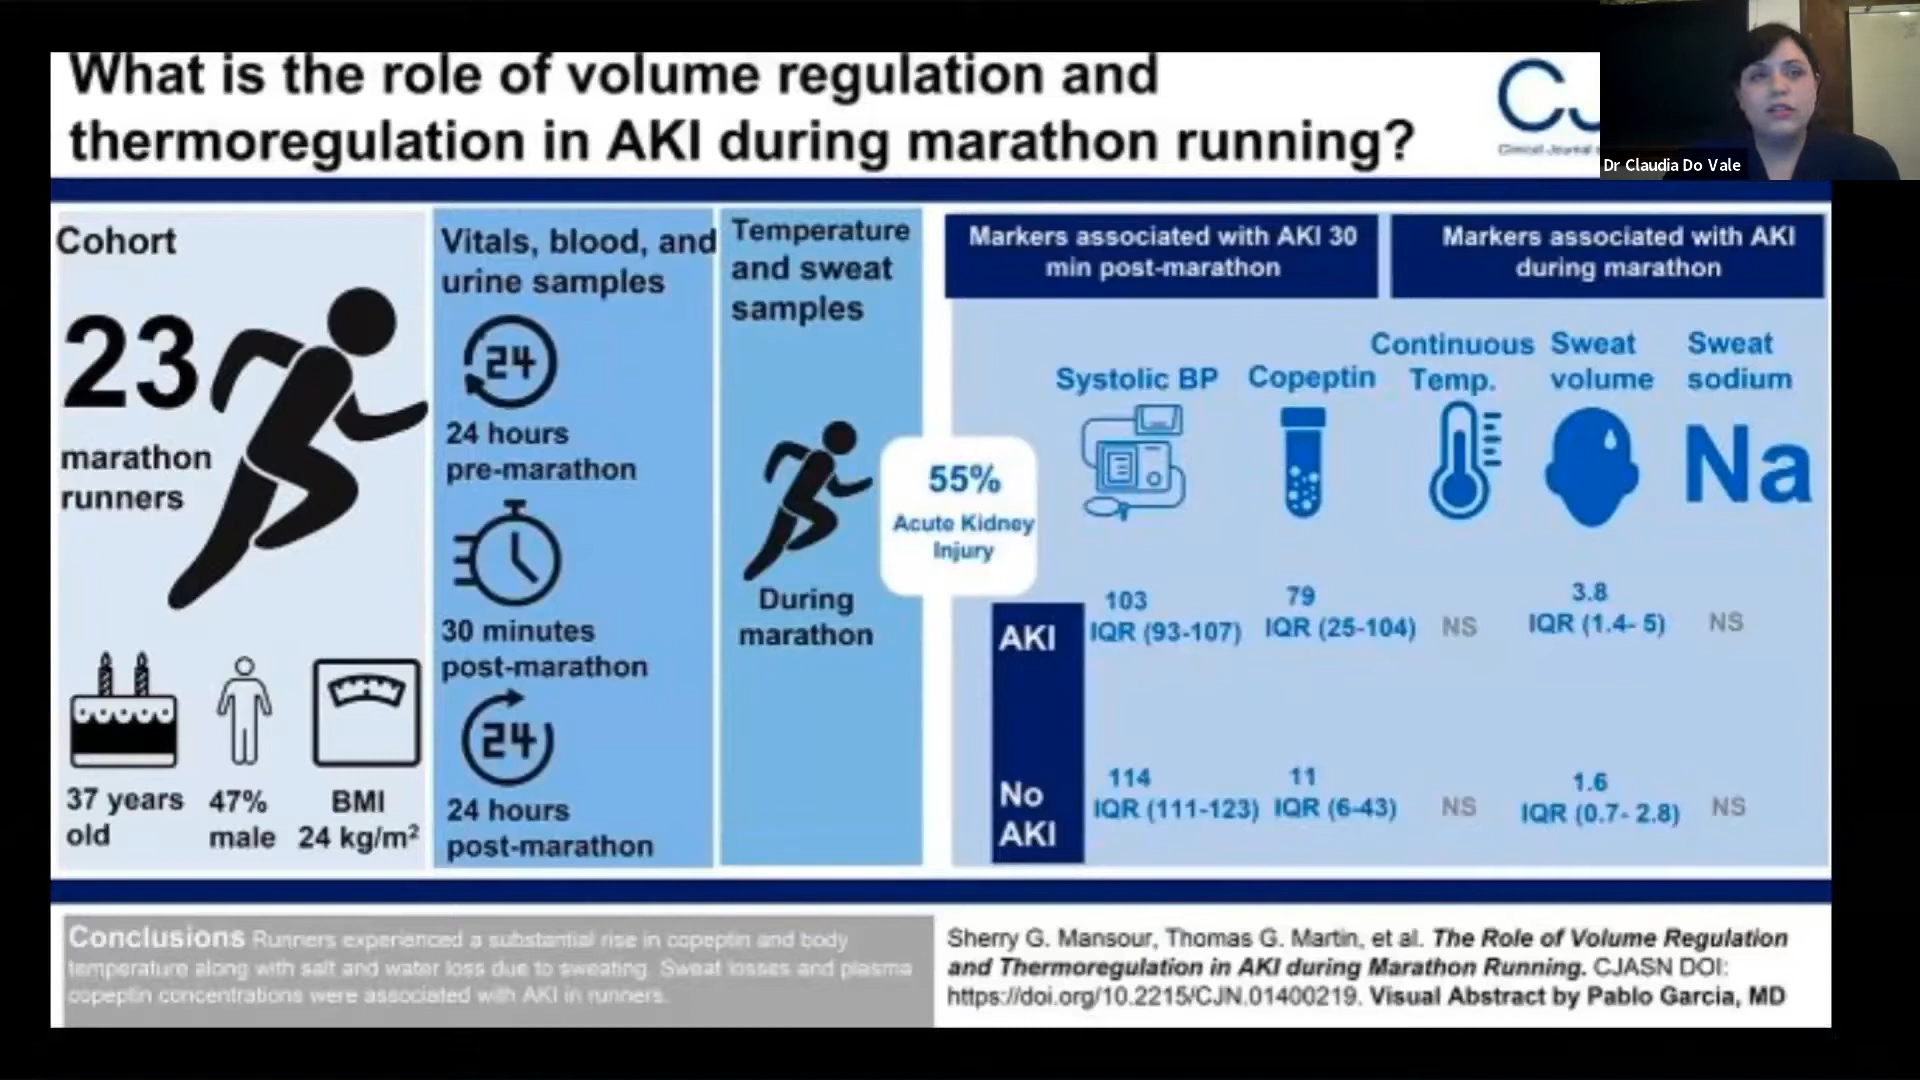 What is the role of volume regulation and
thermoregulation in AKI during marathon running?
CJ
Clinical Journal
Dr Claudia Do Vale
Cohort
23
marathon
runners
37 years
old
47%
male
BMI
24 kg/m²
Vitals, blood, and
urine samples
24
24 hours
pre-marathon
30 minutes
post-marathon
24
24 hours
post-marathon
Temperature
and sweat
samples
During
marathon
55%
Acute Kidney
Injury
Markers associated with AKI 30
min post-marathon
Markers associated with AKI
during marathon
Systolic BP
Copeptin
Continuous
Temp.
Sweat
volume
Sweat
sodium
Na
AKI
103
IQR (93-107)
79
IQR (25-104)
NS
3.8
IQR (1.4- 5)
NS
No
AKI
114
IQR (111-123)
11
IQR (6-43)
NS
1.6
IQR (0.7- 2.8)
NS
Conclusions Runners experienced a substantial rise in copeptin and body
temperature along with salt and water loss due to sweating. Sweat losses and plasma
copeptin concentrations were associated with AKI in runners.
Sherry G. Mansour, Thomas G. Martin, et al. The Role of Volume Regulation
and Thermoregulation in AKI during Marathon Running. CJASN DOI:
https://doi.org/10.2215/CJN.01400219. Visual Abstract by Pablo Garcia, MD